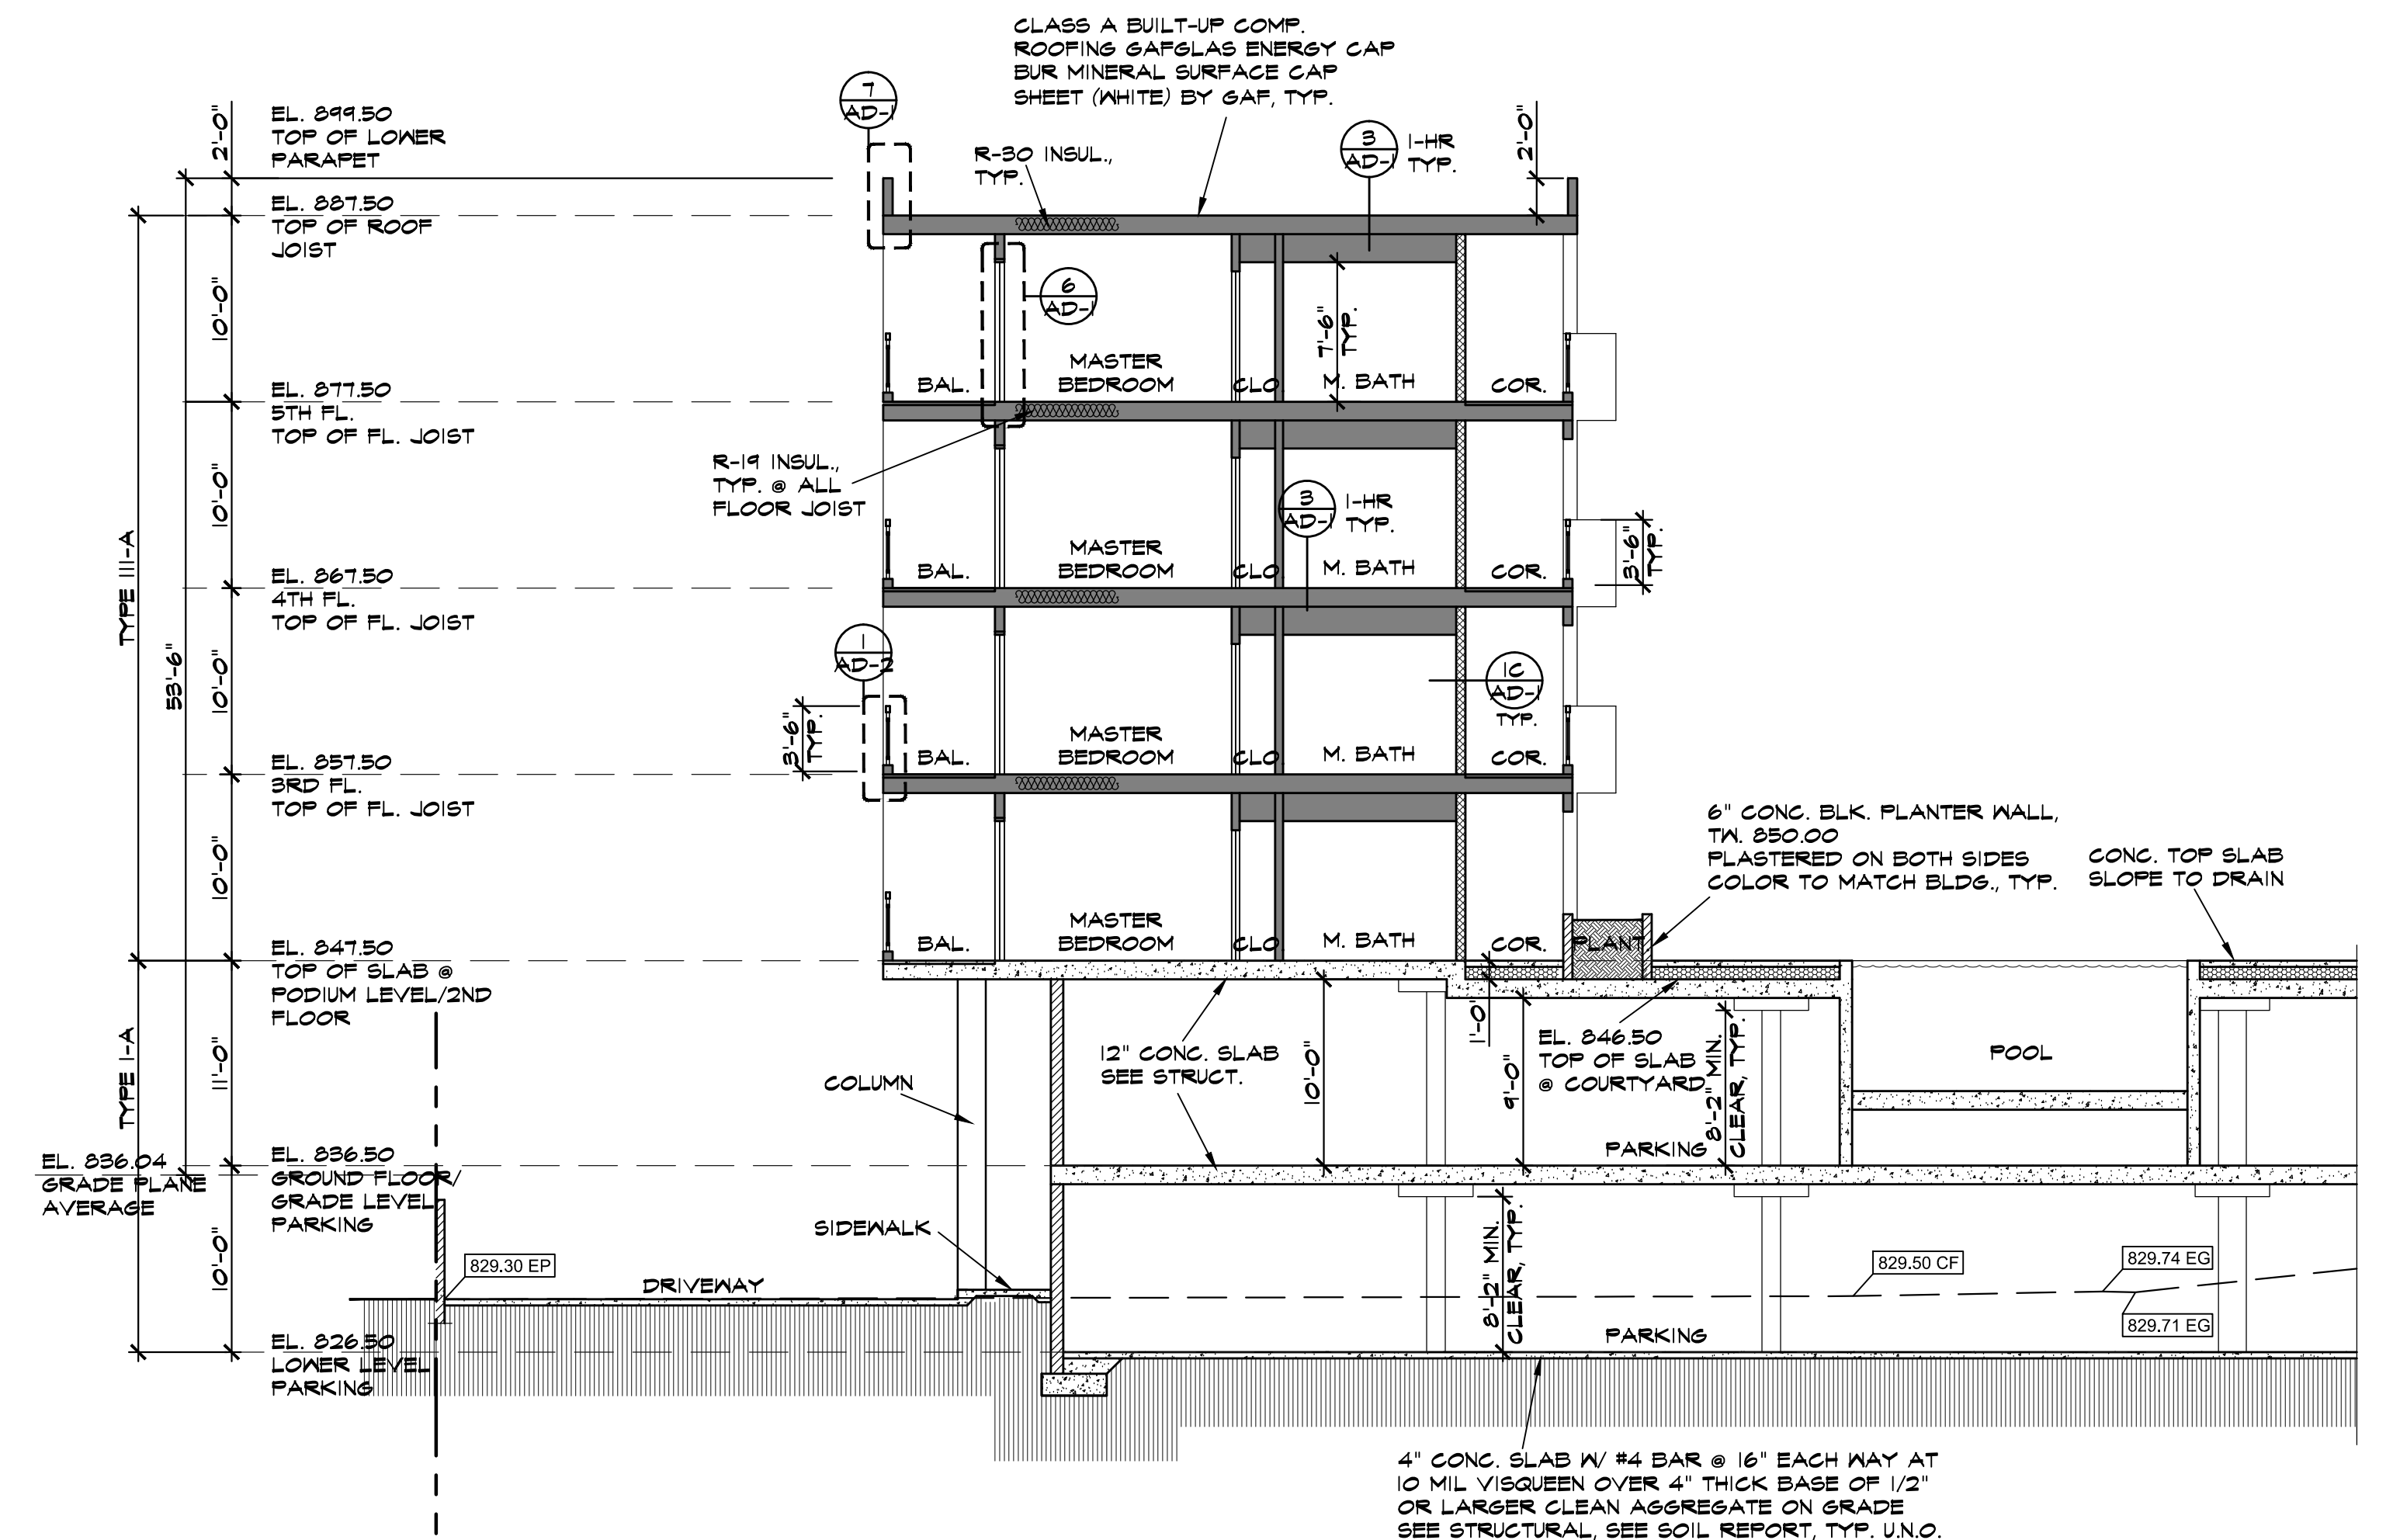 CLASS A BUILT-UP COMP.
ROOFING GAFGLAS ENERGY CAP
BUR MINERAL SURFACE CAP
SHEET (WHITE) BY GAF, TYP.
7
AD-1
2'-0"
EL. 899.50
TOP OF LOWER
PARAPET
R-30 INSUL.,
TYP.
3
AD-1
1-HR
TYP.
2'-0"
EL. 887.50
TOP OF ROOF
JOIST
10'-0"
6
AD-1
7'-6"
TYP.
BAL.
MASTER
BEDROOM
CLO
M. BATH
COR.
EL. 877.50
5TH FL.
TOP OF FL. JOIST
R-19 INSUL.,
TYP. @ ALL
FLOOR JOIST
10'-0"
3
AD-1
1-HR
TYP.
3'-6"
TYP.
BAL.
MASTER
BEDROOM
CLO
M. BATH
COR.
TYPE III-A
EL. 867.50
4TH FL.
TOP OF FL. JOIST
53'-6"
10'-0"
1
AD-2
3'-6"
TYP.
1C
AD-1
TYP.
BAL.
MASTER
BEDROOM
CLO
M. BATH
COR.
EL. 857.50
3RD FL.
TOP OF FL. JOIST
10'-0"
6" CONC. BLK. PLANTER WALL,
TW. 850.00
PLASTERED ON BOTH SIDES
COLOR TO MATCH BLDG., TYP.
CONC. TOP SLAB
SLOPE TO DRAIN
BAL.
MASTER
BEDROOM
CLO
M. BATH
COR.
PLANT
EL. 847.50
TOP OF SLAB @
PODIUM LEVEL/2ND
FLOOR
TYPE I-A
11'-0"
COLUMN
12" CONC. SLAB
SEE STRUCT.
10'-0"
1'-0"
9'-0"
EL. 846.50
TOP OF SLAB
@ COURTYARD
8'-2" MIN.
CLEAR, TYP.
POOL
PARKING
EL. 836.04
GRADE PLANE
AVERAGE
EL. 836.50
GROUND FLOOR/
GRADE LEVEL
PARKING
10'-0"
SIDEWALK
829.30 EP
DRIVEWAY
8'-2" MIN.
CLEAR, TYP.
829.50 CF
829.74 EG
829.71 EG
PARKING
EL. 826.50
LOWER LEVEL
PARKING
4" CONC. SLAB W/ #4 BAR @ 16" EACH WAY AT
10 MIL VISQUEEN OVER 4" THICK BASE OF 1/2"
OR LARGER CLEAN AGGREGATE ON GRADE
SEE STRUCTURAL, SEE SOIL REPORT, TYP. U.N.O.